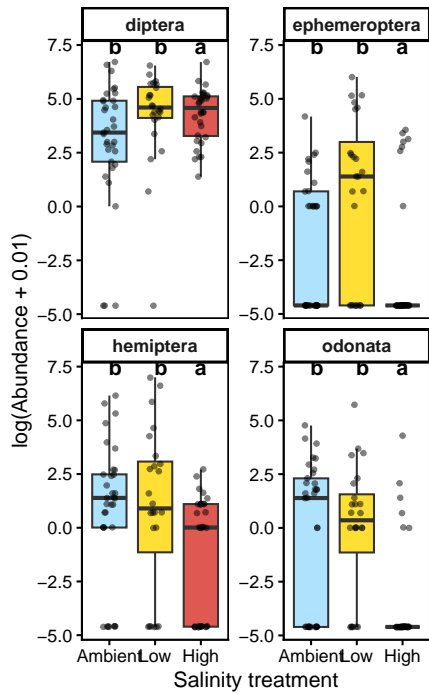 diptera
ephemeroptera
b b a
b b a
7.5
5.0
2.5
0.0
−2.5
−5.0
7.5
5.0
2.5
0.0
−2.5
−5.0
hemiptera
odonata
b b a
b b a
7.5
5.0
2.5
0.0
−2.5
−5.0
7.5
5.0
2.5
0.0
−2.5
−5.0
log(Abundance + 0.01)
Ambient Low High
Ambient Low High
Salinity treatment